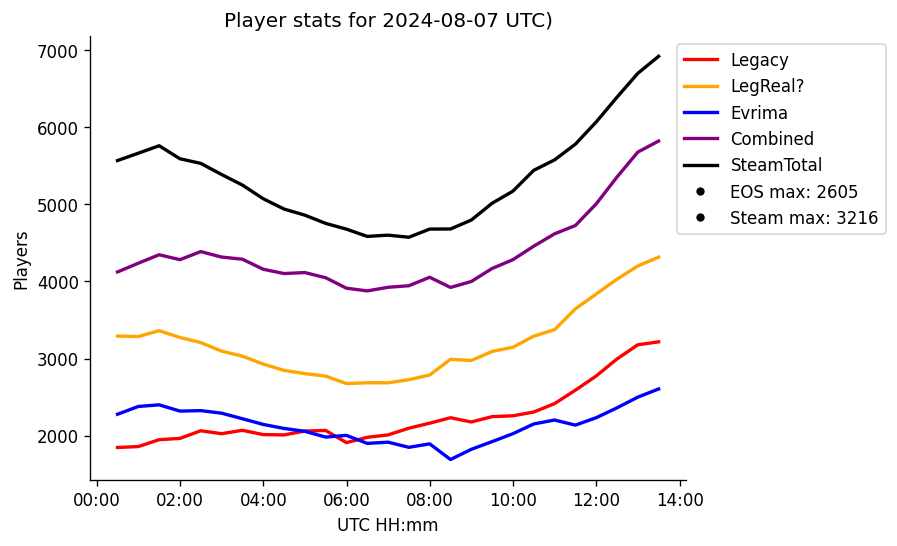 Player stats for 2024-08-07 UTC)
7000
6000
5000
4000
3000
2000
Players
00:00 02:00 04:00 06:00 08:00 10:00 12:00 14:00
UTC HH:mm
Legacy
LegReal?
Evrima
Combined
SteamTotal
EOS max: 2605
Steam max: 3216